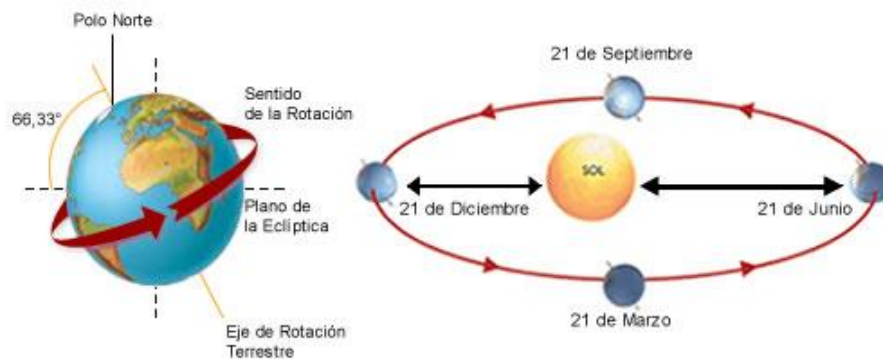 Polo Norte
66,33°
Sentido
de la Rotación
Plano de
la Eclíptica
Eje de Rotación
Terrestre
21 de Septiembre
SOL
21 de Diciembre
21 de Junio
21 de Marzo